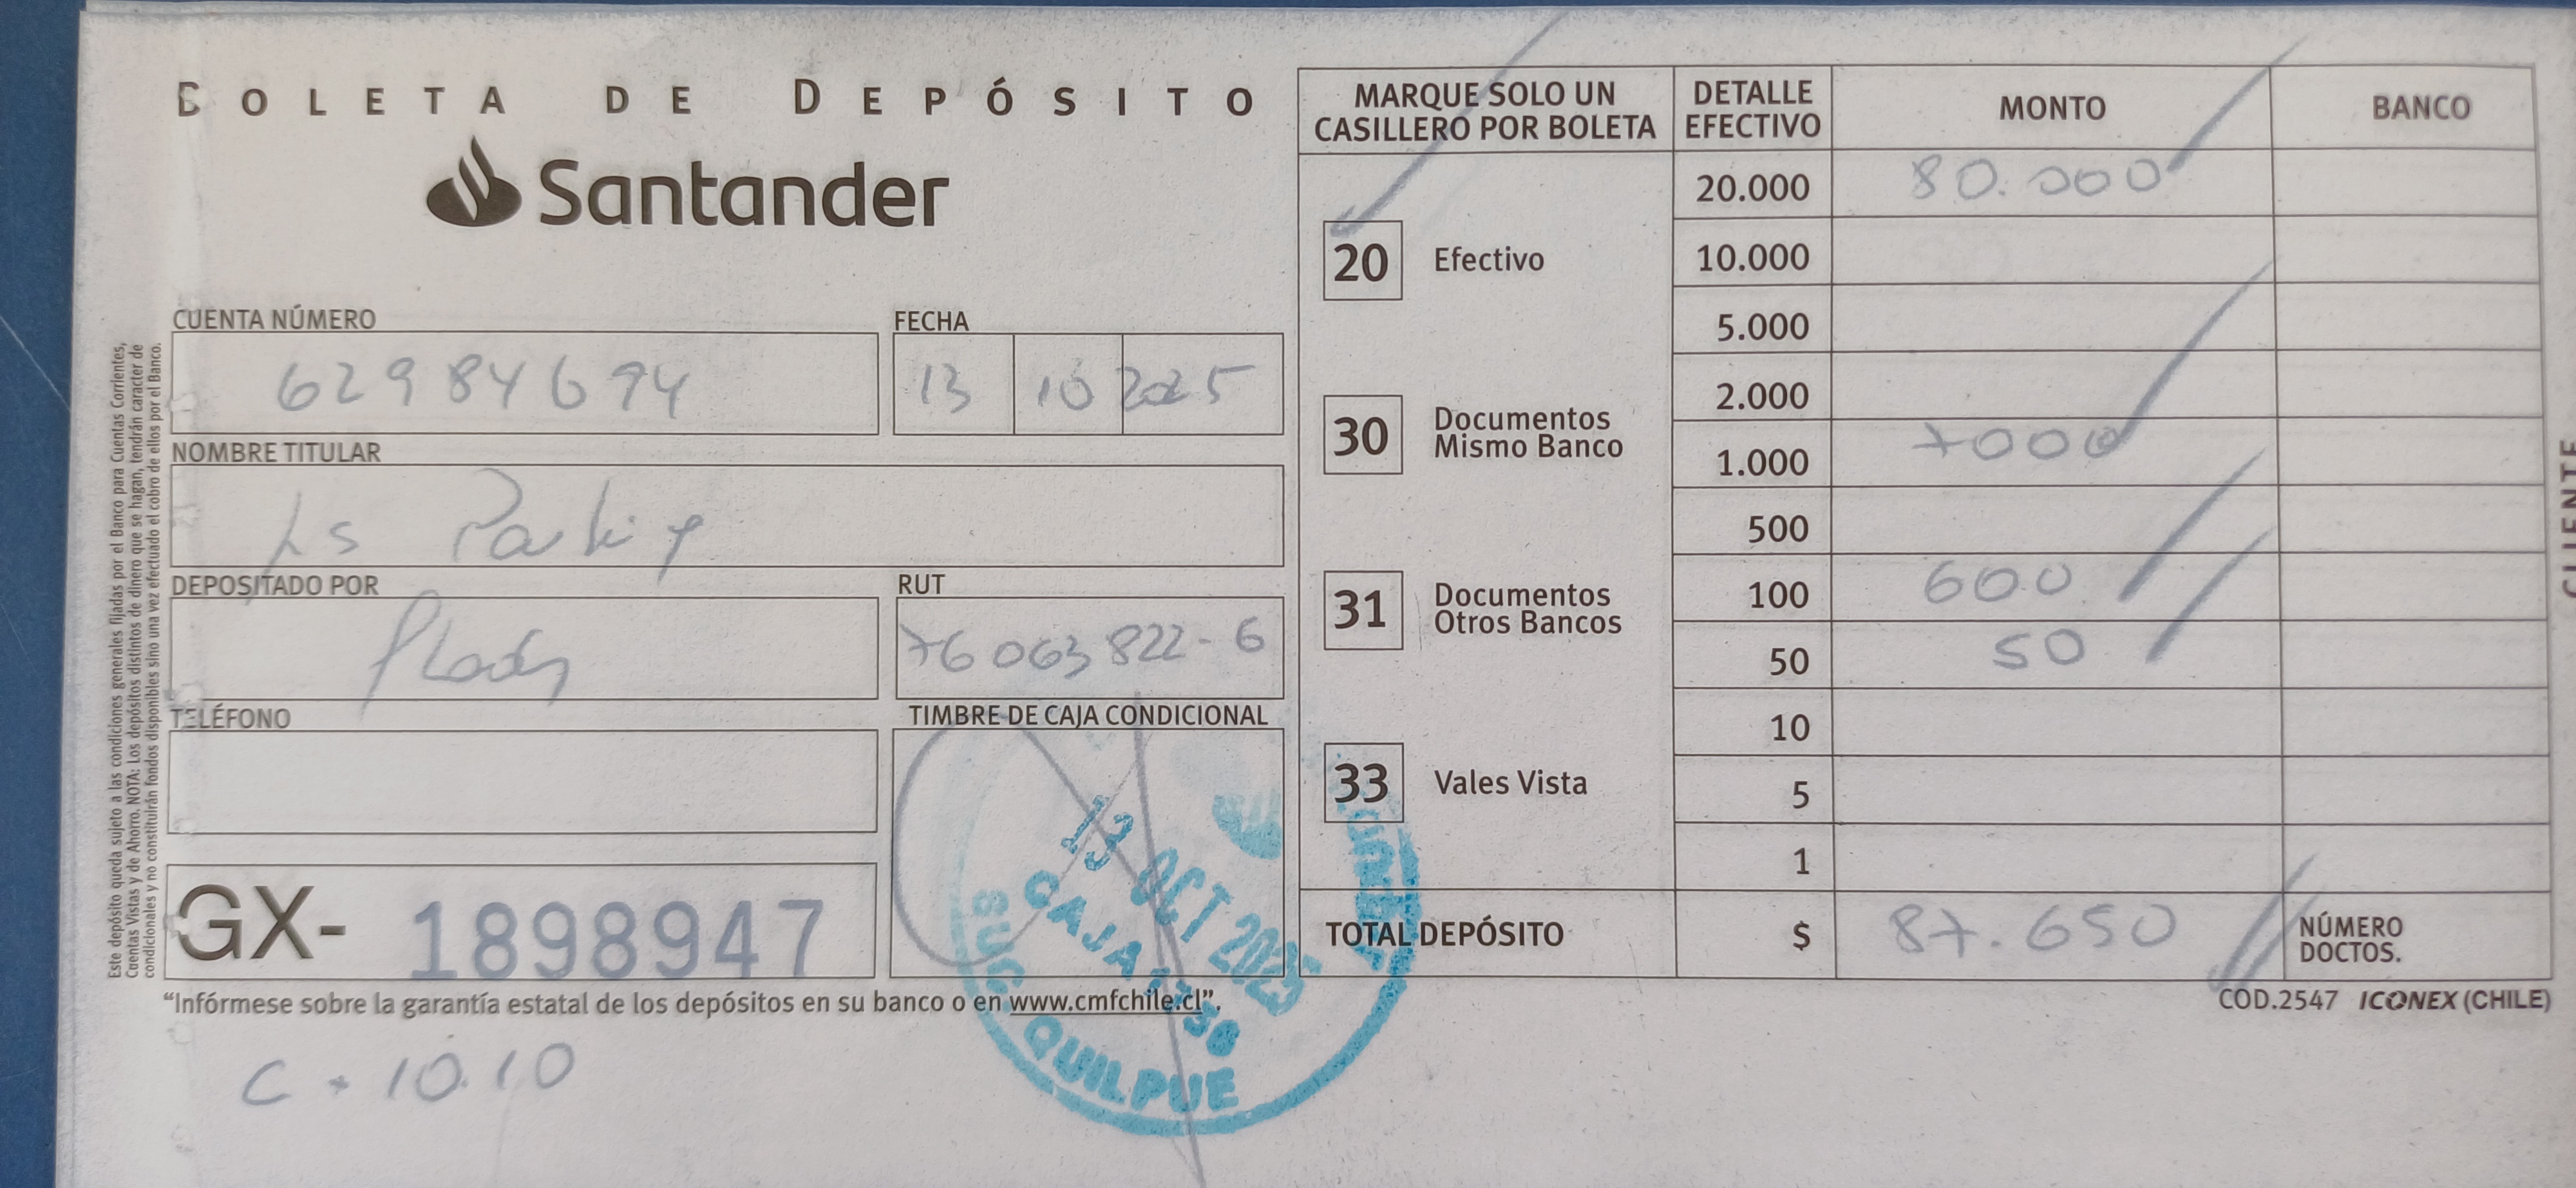 BOLETA DE DEPÓSITO
Santander
CUENTA NÚMERO
62984694
FECHA
13 10 2025
NOMBRE TITULAR
Ls Parking
DEPOSITADO POR
RUT
76063822-6
TELÉFONO
TIMBRE DE CAJA CONDICIONAL
13 OCT 2025
CAJA
SUC. QUILPUE
GX- 1898947
"Infórmese sobre la garantía estatal de los depósitos en su banco o en www.cmfchile.cl".
C - 10.10
Este depósito queda sujeto a las condiciones generales fijadas por el Banco para Cuentas Corrientes,
Cuentas Vistas y de Ahorro. NOTA: Los depósitos distintos de dinero que se hagan, tendrán caracter de
condicionales y no constituirán fondos disponibles sino una vez efectuado el cobro de ellos por el Banco.
MARQUE SOLO UN
CASILLERO POR BOLETA
20 Efectivo
30 Documentos
Mismo Banco
31 Documentos
Otros Bancos
33 Vales Vista
DETALLE
EFECTIVO
MONTO
BANCO
20.000 80.000
10.000
5.000
2.000
1.000 7000
500
100 600
50 50
10
5
1
TOTAL DEPÓSITO $ 87.650
NÚMERO
DOCTOS.
COD.2547 ICONEX (CHILE)
CLIENTE